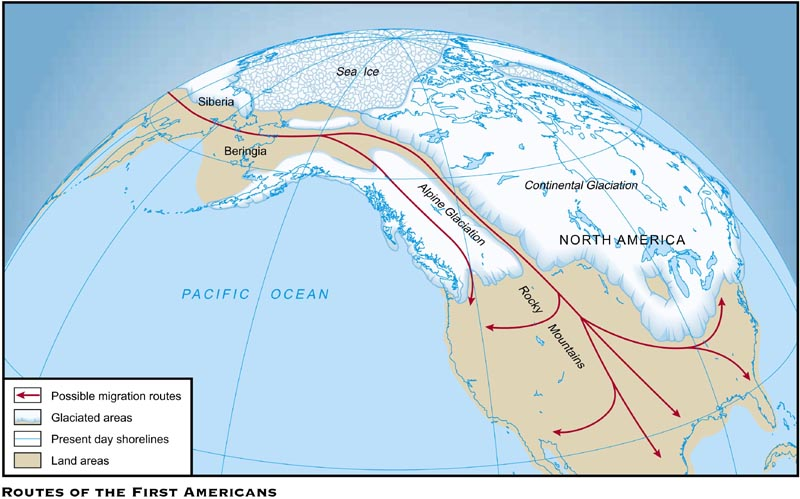 Sea Ice
Siberia
Beringia
Continental Glaciation
Alpine Glaciation
NORTH AMERICA
PACIFIC OCEAN
Rocky
Mountains
Possible migration routes
Glaciated areas
Present day shorelines
Land areas
ROUTES OF THE FIRST AMERICANS